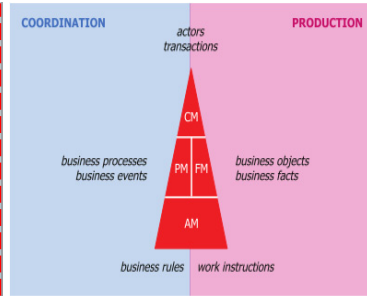 COORDINATION
PRODUCTION
actors
transactions
CM
business processes
business events
PM FM
business objects
business facts
AM
business rules
work instructions